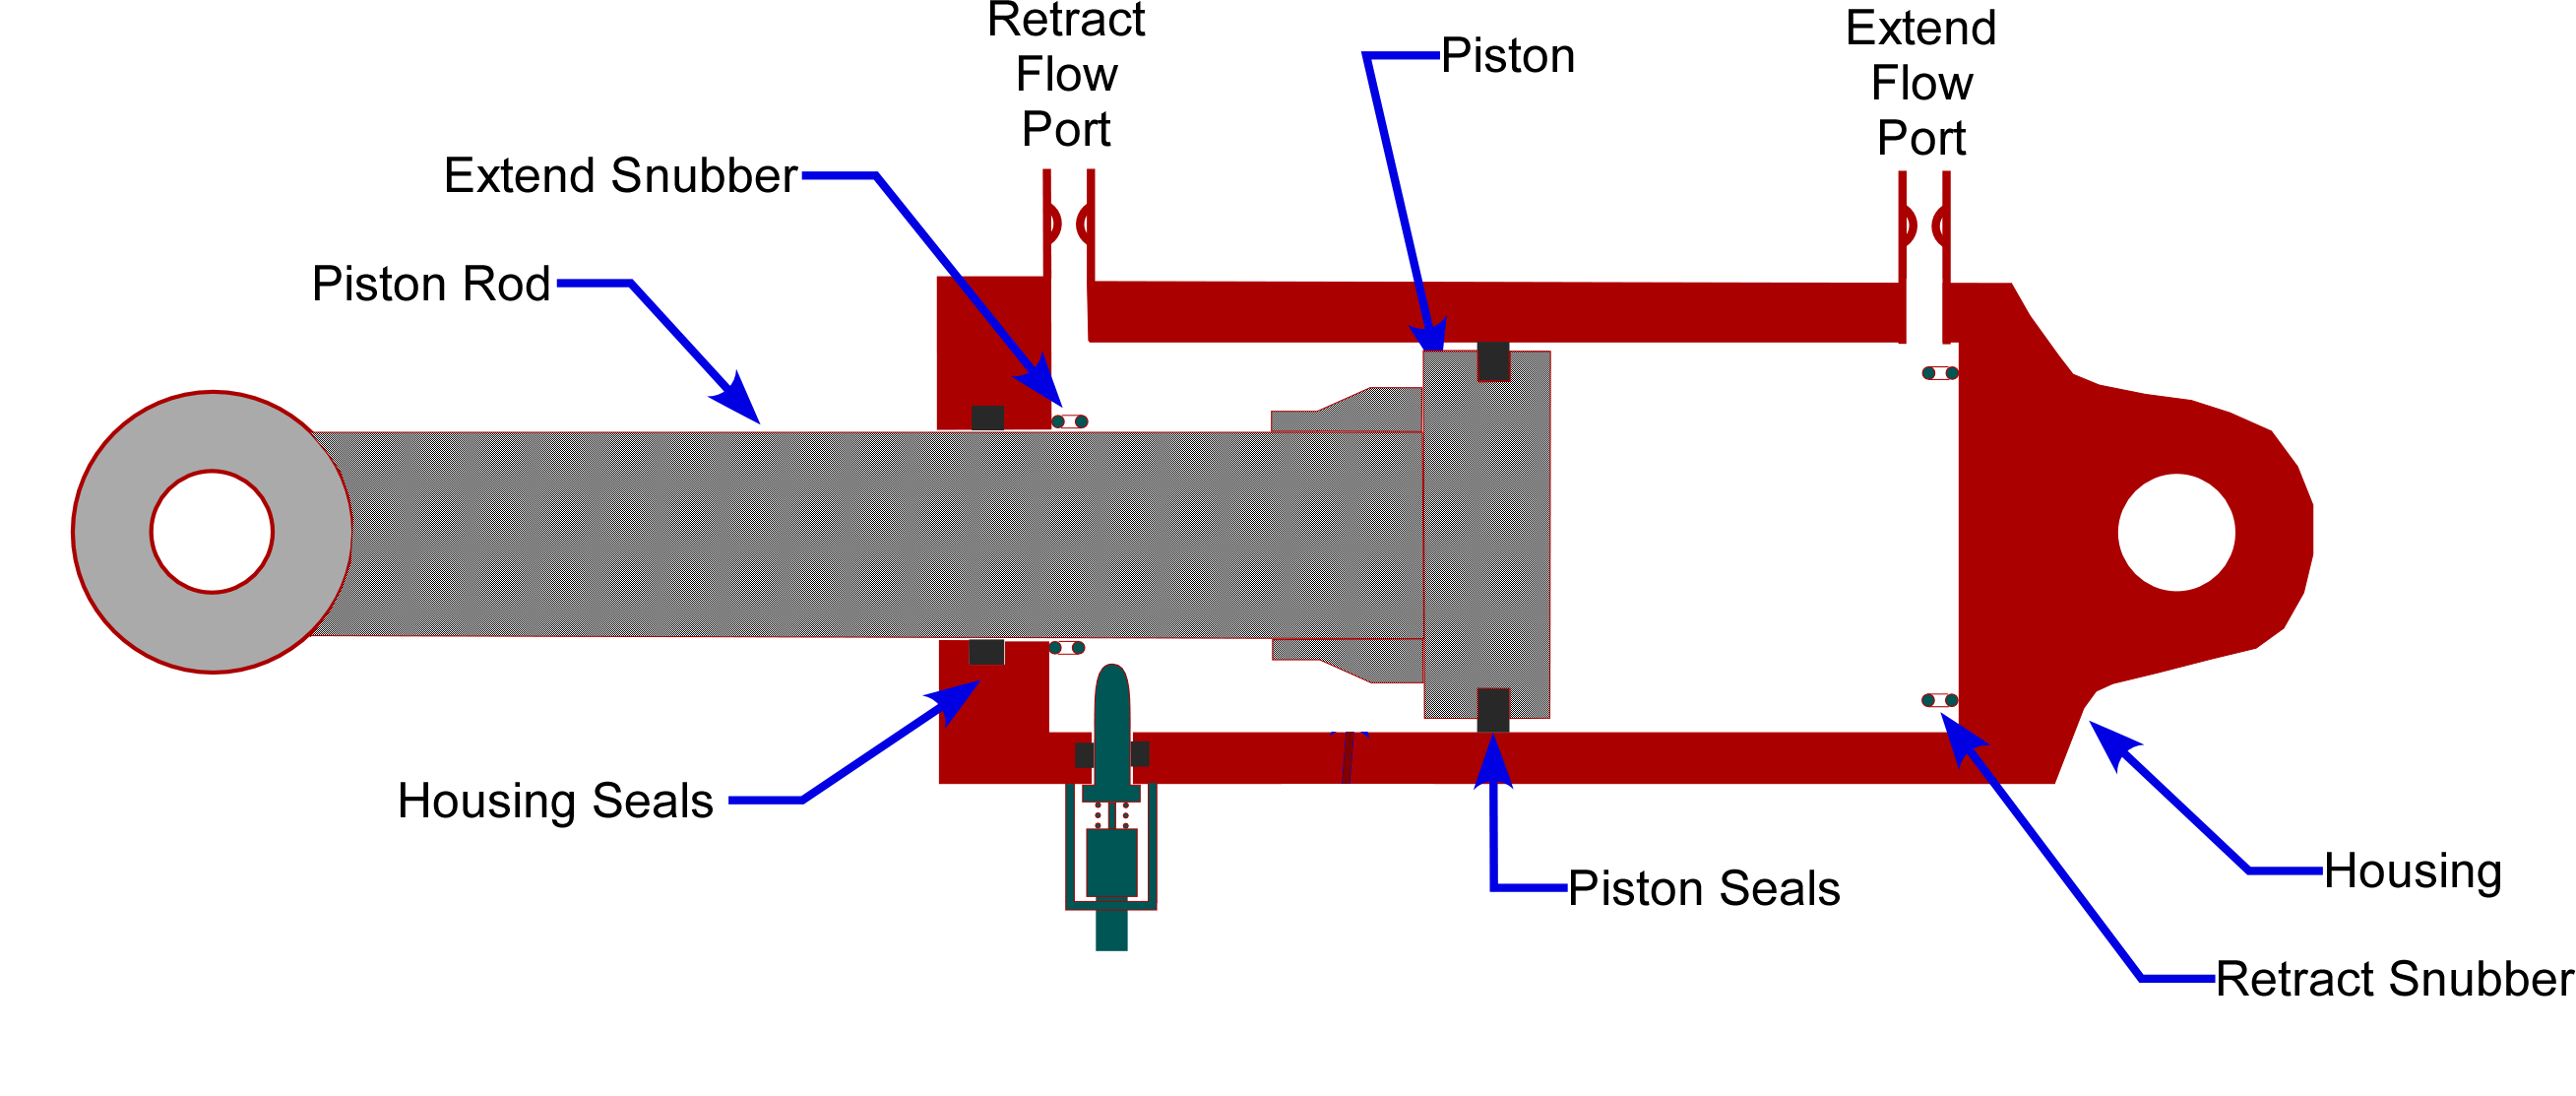 Retract
Flow
Port
Piston
Extend
Flow
Port
Extend Snubber
Piston Rod
Housing Seals
Piston Seals
Housing
Retract Snubber